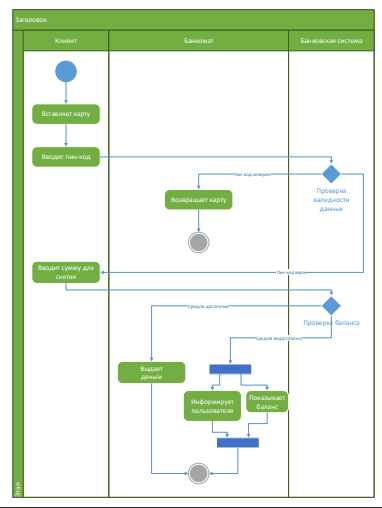 Заголовок
Клиент
Банкомат
Банковская система
Вставляет карту
Вводит пин-код
Пин-код неверен
Проверка
валидности
данных
Возвращает карту
Вводит сумму для
снятия
Пин-код верен
Средств достаточно
Проверка баланса
Средств недостаточно
Выдает
деньги
Информирует
пользователя
Показывает
баланс
Этап